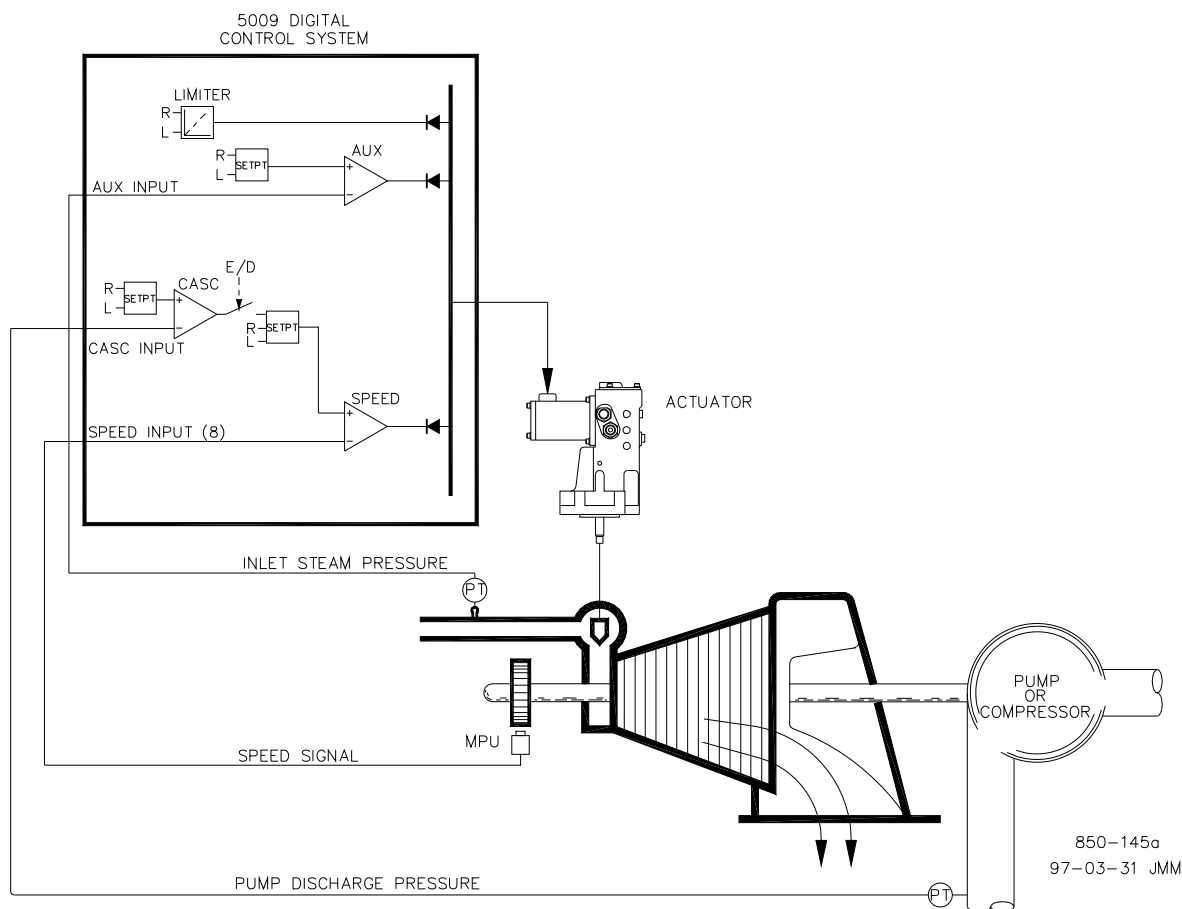 5009 DIGITAL
CONTROL SYSTEM
LIMITER
R
L
AUX
R
SETPT
+
L
AUX INPUT
-
E/D
CASC
R
SETPT
+
L
-
R
SETPT
L
CASC INPUT
SPEED
+
SPEED INPUT (8)
-
ACTUATOR
INLET STEAM PRESSURE
PT
PUMP
OR
COMPRESSOR
MPU
SPEED SIGNAL
850-145a
97-03-31 JMM
PUMP DISCHARGE PRESSURE
PT